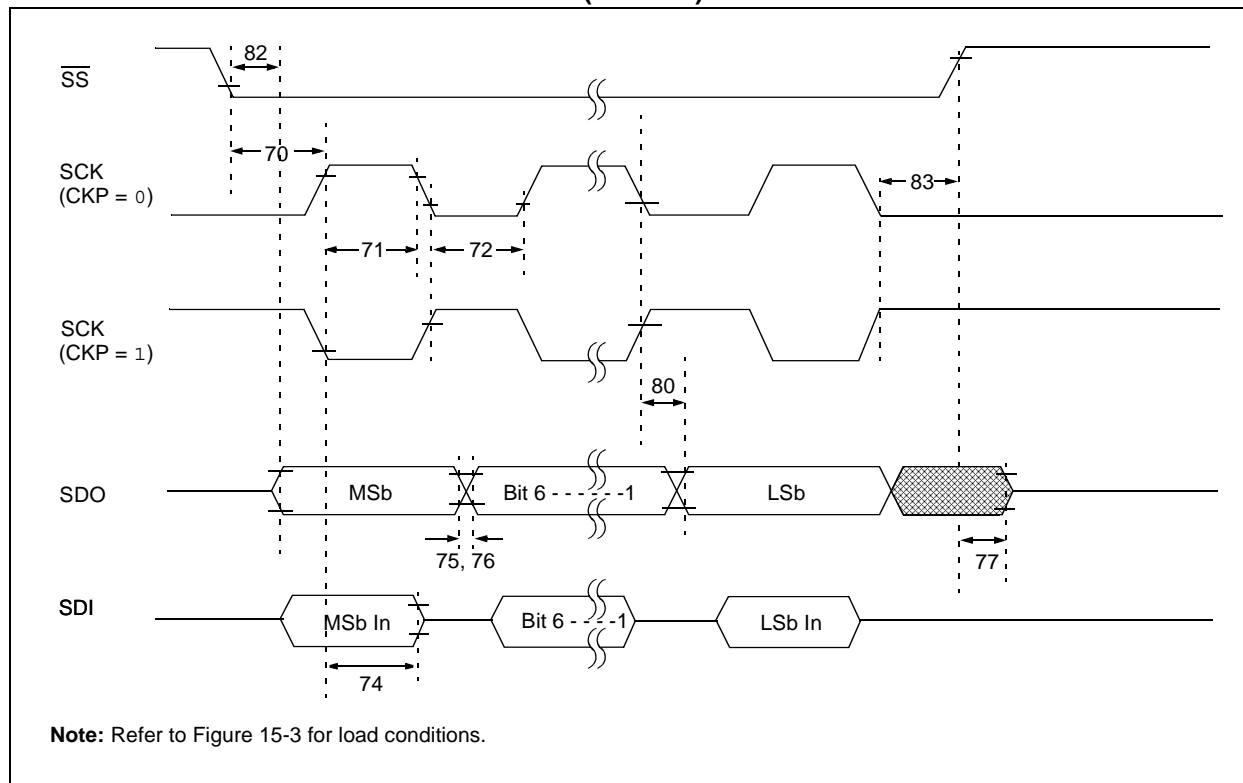 82
SS
70
SCK
(CKP = 0)
83
71
72
SCK
(CKP = 1)
80
SDO
MSb
Bit 6 - - - - - -1
LSb
75, 76
77
SDI
MSb In
Bit 6 - - - -1
LSb In
74
Note: Refer to Figure 15-3 for load conditions.